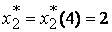 x₂* = x₂*(4) = 2